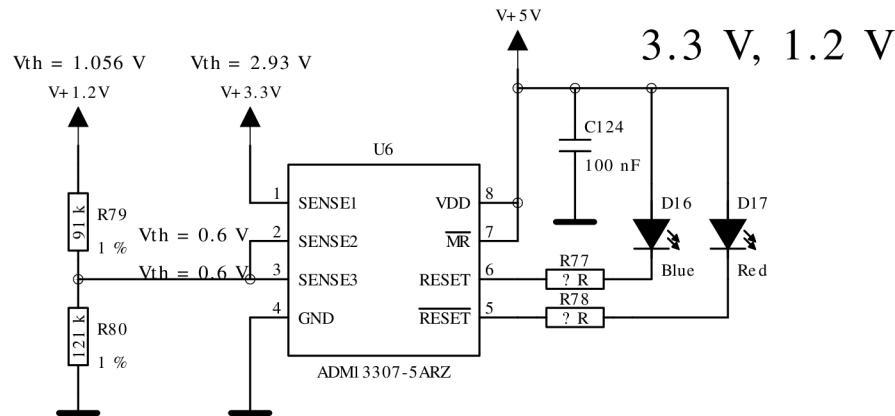 V+5V
3.3 V, 1.2 V
Vth = 1.056 V
Vth = 2.93 V
V+1.2V
V+3.3V
C124
100 nF
U6
1
SENSE1
VDD
8
2
SENSE2
MR
7
3
SENSE3
RESET
6
4
GND
RESET
5
ADM13307-5ARZ
91 k
R79
1 %
Vth = 0.6 V
Vth = 0.6 V
121 k
R80
1 %
R77
? R
R78
? R
D16
Blue
D17
Red